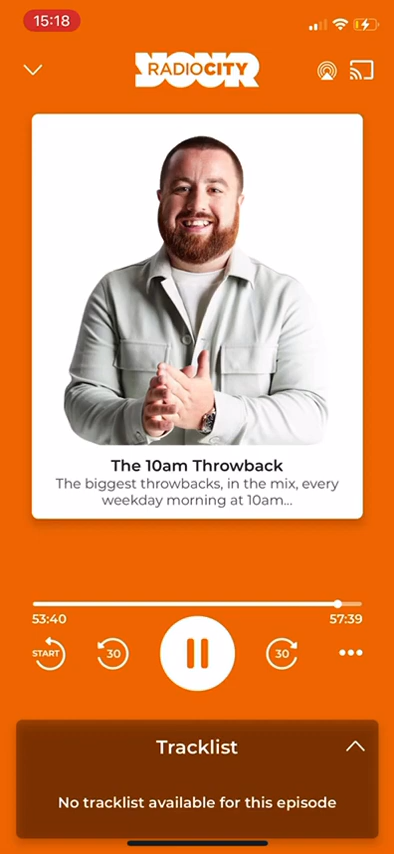 15:18
YOUR
RADIOCITY
The 10am Throwback
The biggest throwbacks, in the mix, every
weekday morning at 10am...
53:40
57:39
START
30
30
Tracklist
No tracklist available for this episode